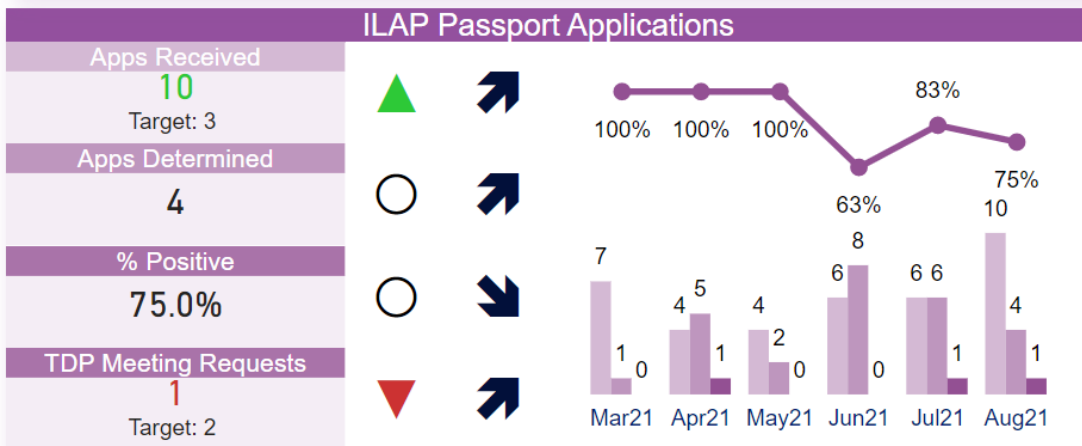 ILAP Passport Applications
Apps Received
10
Target: 3
Apps Determined
4
% Positive
75.0%
TDP Meeting Requests
1
Target: 2
100% 100% 100% 63% 83% 75%
7 1 0
4 5 1
4 2 0
6 8 0
6 6 1
10 4 1
Mar21 Apr21 May21 Jun21 Jul21 Aug21